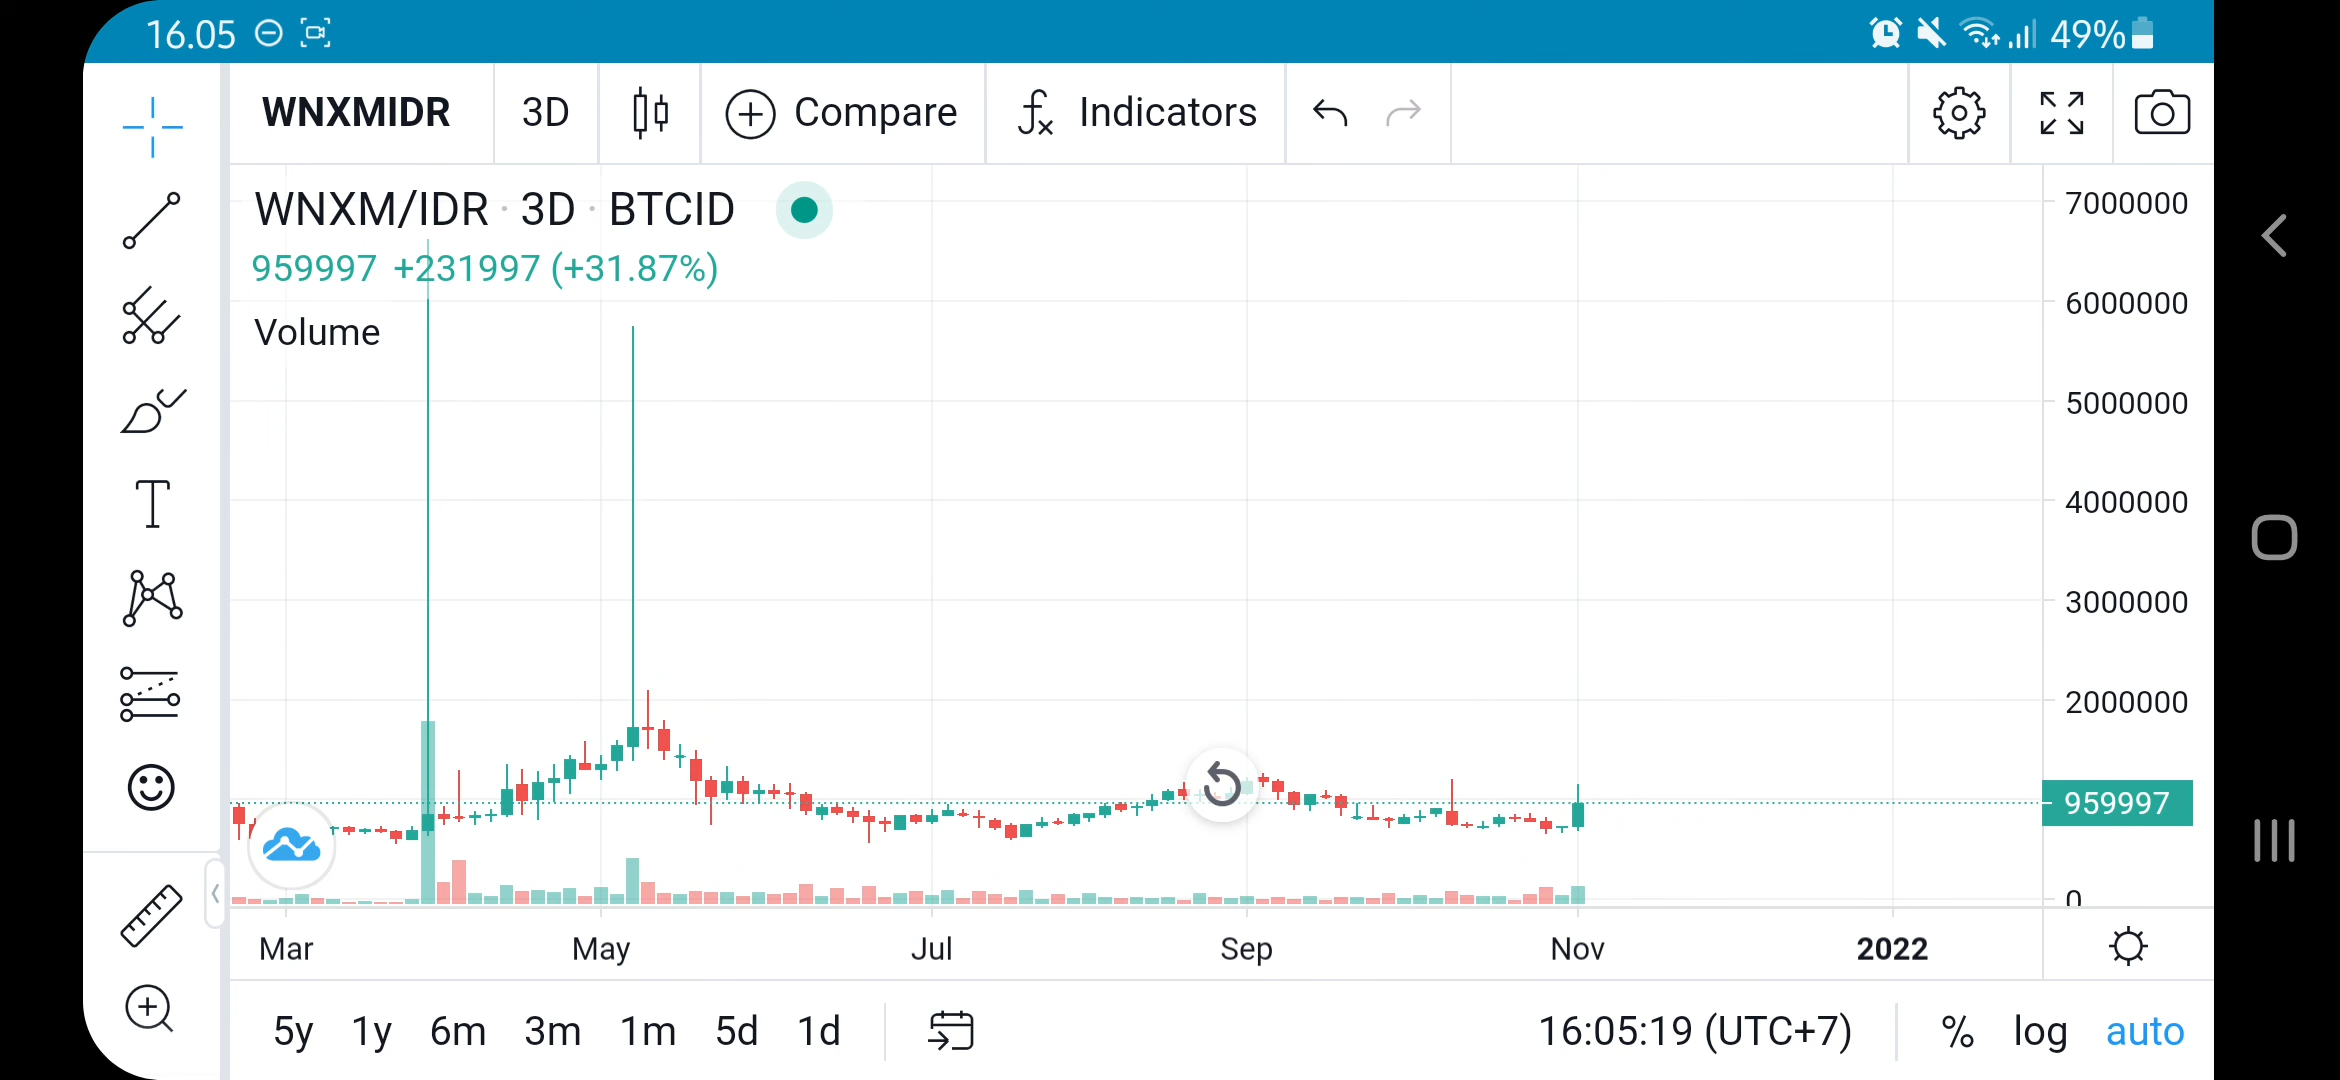 16.05 49%
WNXMIDR 3D Compare Indicators
WNXM/IDR · 3D · BTCID
959997 +231997 (+31.87%)
Volume
7000000
6000000
5000000
4000000
3000000
2000000
959997
0
Mar May Jul Sep Nov 2022
5y 1y 6m 3m 1m 5d 1d 16:05:19 (UTC+7) % log auto